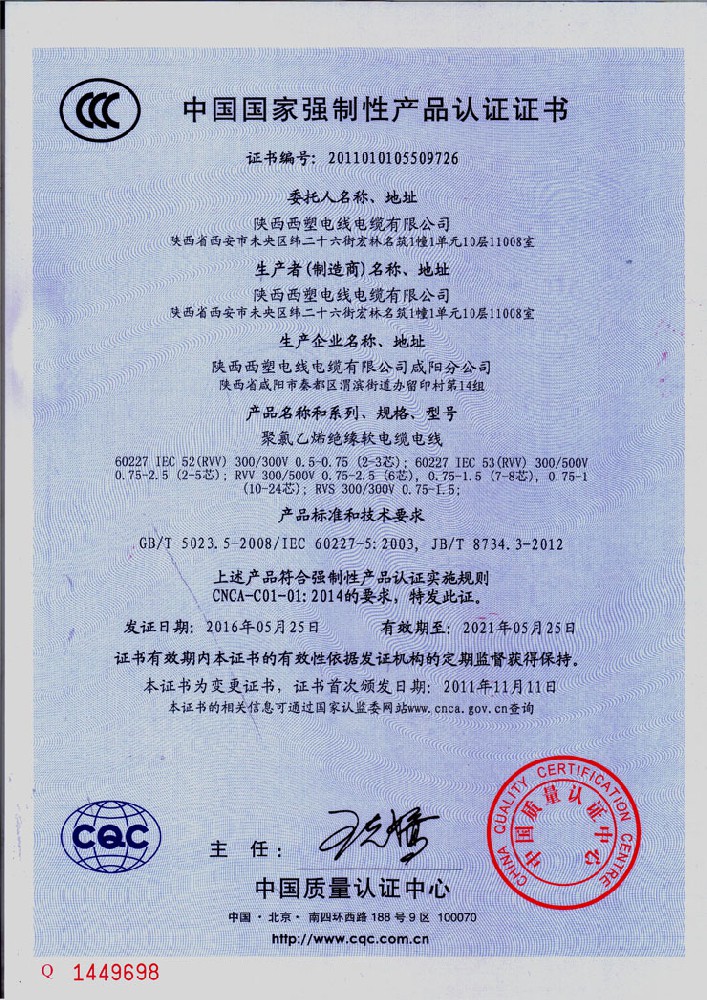 中国国家强制性产品认证证书
证书编号：2011010105509726
委托人名称、地址
陕西西塑电线电缆有限公司
陕西省西安市未央区纬二十六街宏林名筑1幢1单元10层11008室
生产者(制造商)名称、地址
陕西西塑电线电缆有限公司
陕西省西安市未央区纬二十六街宏林名筑1幢1单元10层11008室
生产企业名称、地址
陕西西塑电线电缆有限公司咸阳分公司
陕西省咸阳市秦都区渭滨街道办留印村第14组
产品名称和系列、规格、型号
聚氯乙烯绝缘软电缆电线
60227 IEC 52(RVV) 300/300V 0.5-0.75 (2-3芯); 60227 IEC 53(RVV) 300/500V
0.75-2.5 (2-5芯); RVV 300/500V 0.75-2.5 (6芯), 0.75-1.5 (7-8芯), 0.75-1
(10-24芯); RVS 300/300V 0.75-1.5;
产品标准和技术要求
GB/T 5023.5-2008/IEC 60227-5:2003, JB/T 8734.3-2012
上述产品符合强制性产品认证实施规则
CNCA-C01-01:2014的要求，特发此证。
发证日期：2016年05月25日 有效期至：2021年05月25日
证书有效期内本证书的有效性依据发证机构的定期监督获得保持。
本证书为变更证书，证书首次颁发日期：2011年11月11日
本证书的相关信息可通过国家认监委网站www.cnca.gov.cn查询
CHINA QUALITY CERTIFICATION CENTRE
中国质量认证中心
CQC
主 任：
中国质量认证中心
中国·北京·南四环西路188号9区 100070
http://www.cqc.com.cn
Q 1449698